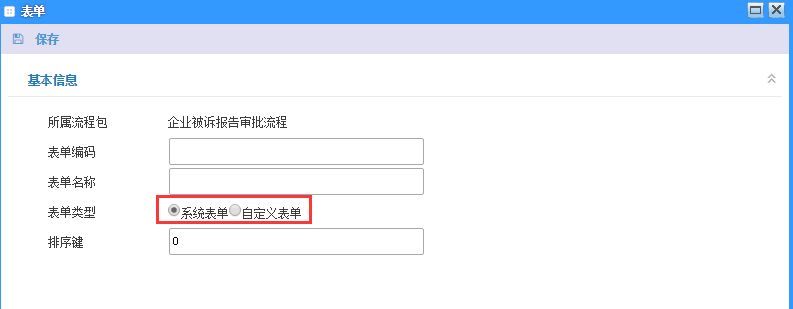 表单
保存
基本信息
所属流程包 企业被诉报告审批流程
表单编码
表单名称
表单类型 系统表单 自定义表单
排序键 0